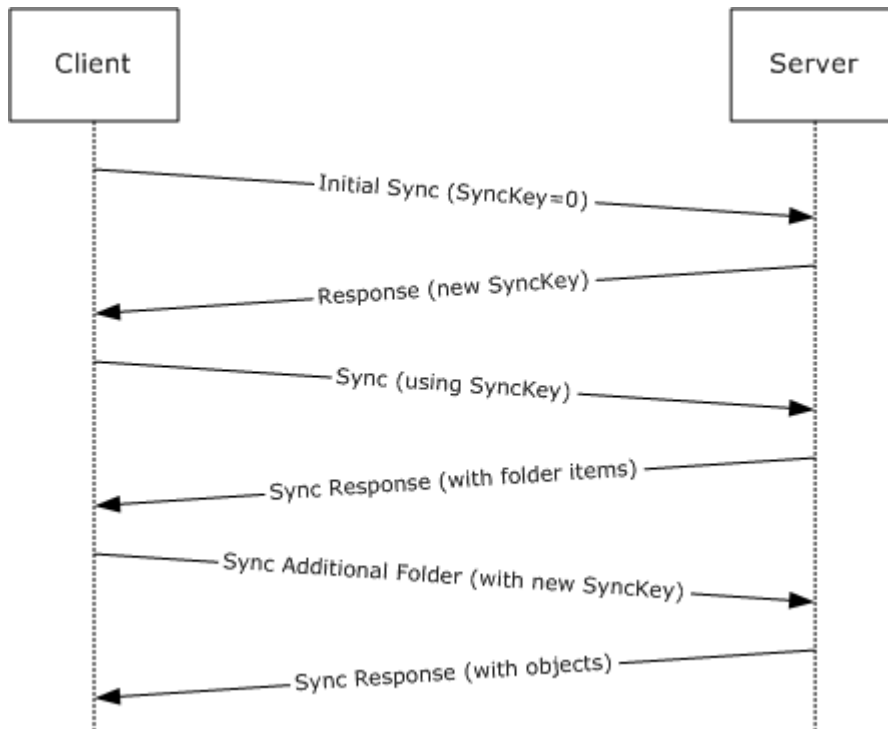 Client
Server
Initial Sync (SyncKey=0)
Response (new SyncKey)
Sync (using SyncKey)
Sync Response (with folder items)
Sync Additional Folder (with new SyncKey)
Sync Response (with objects)